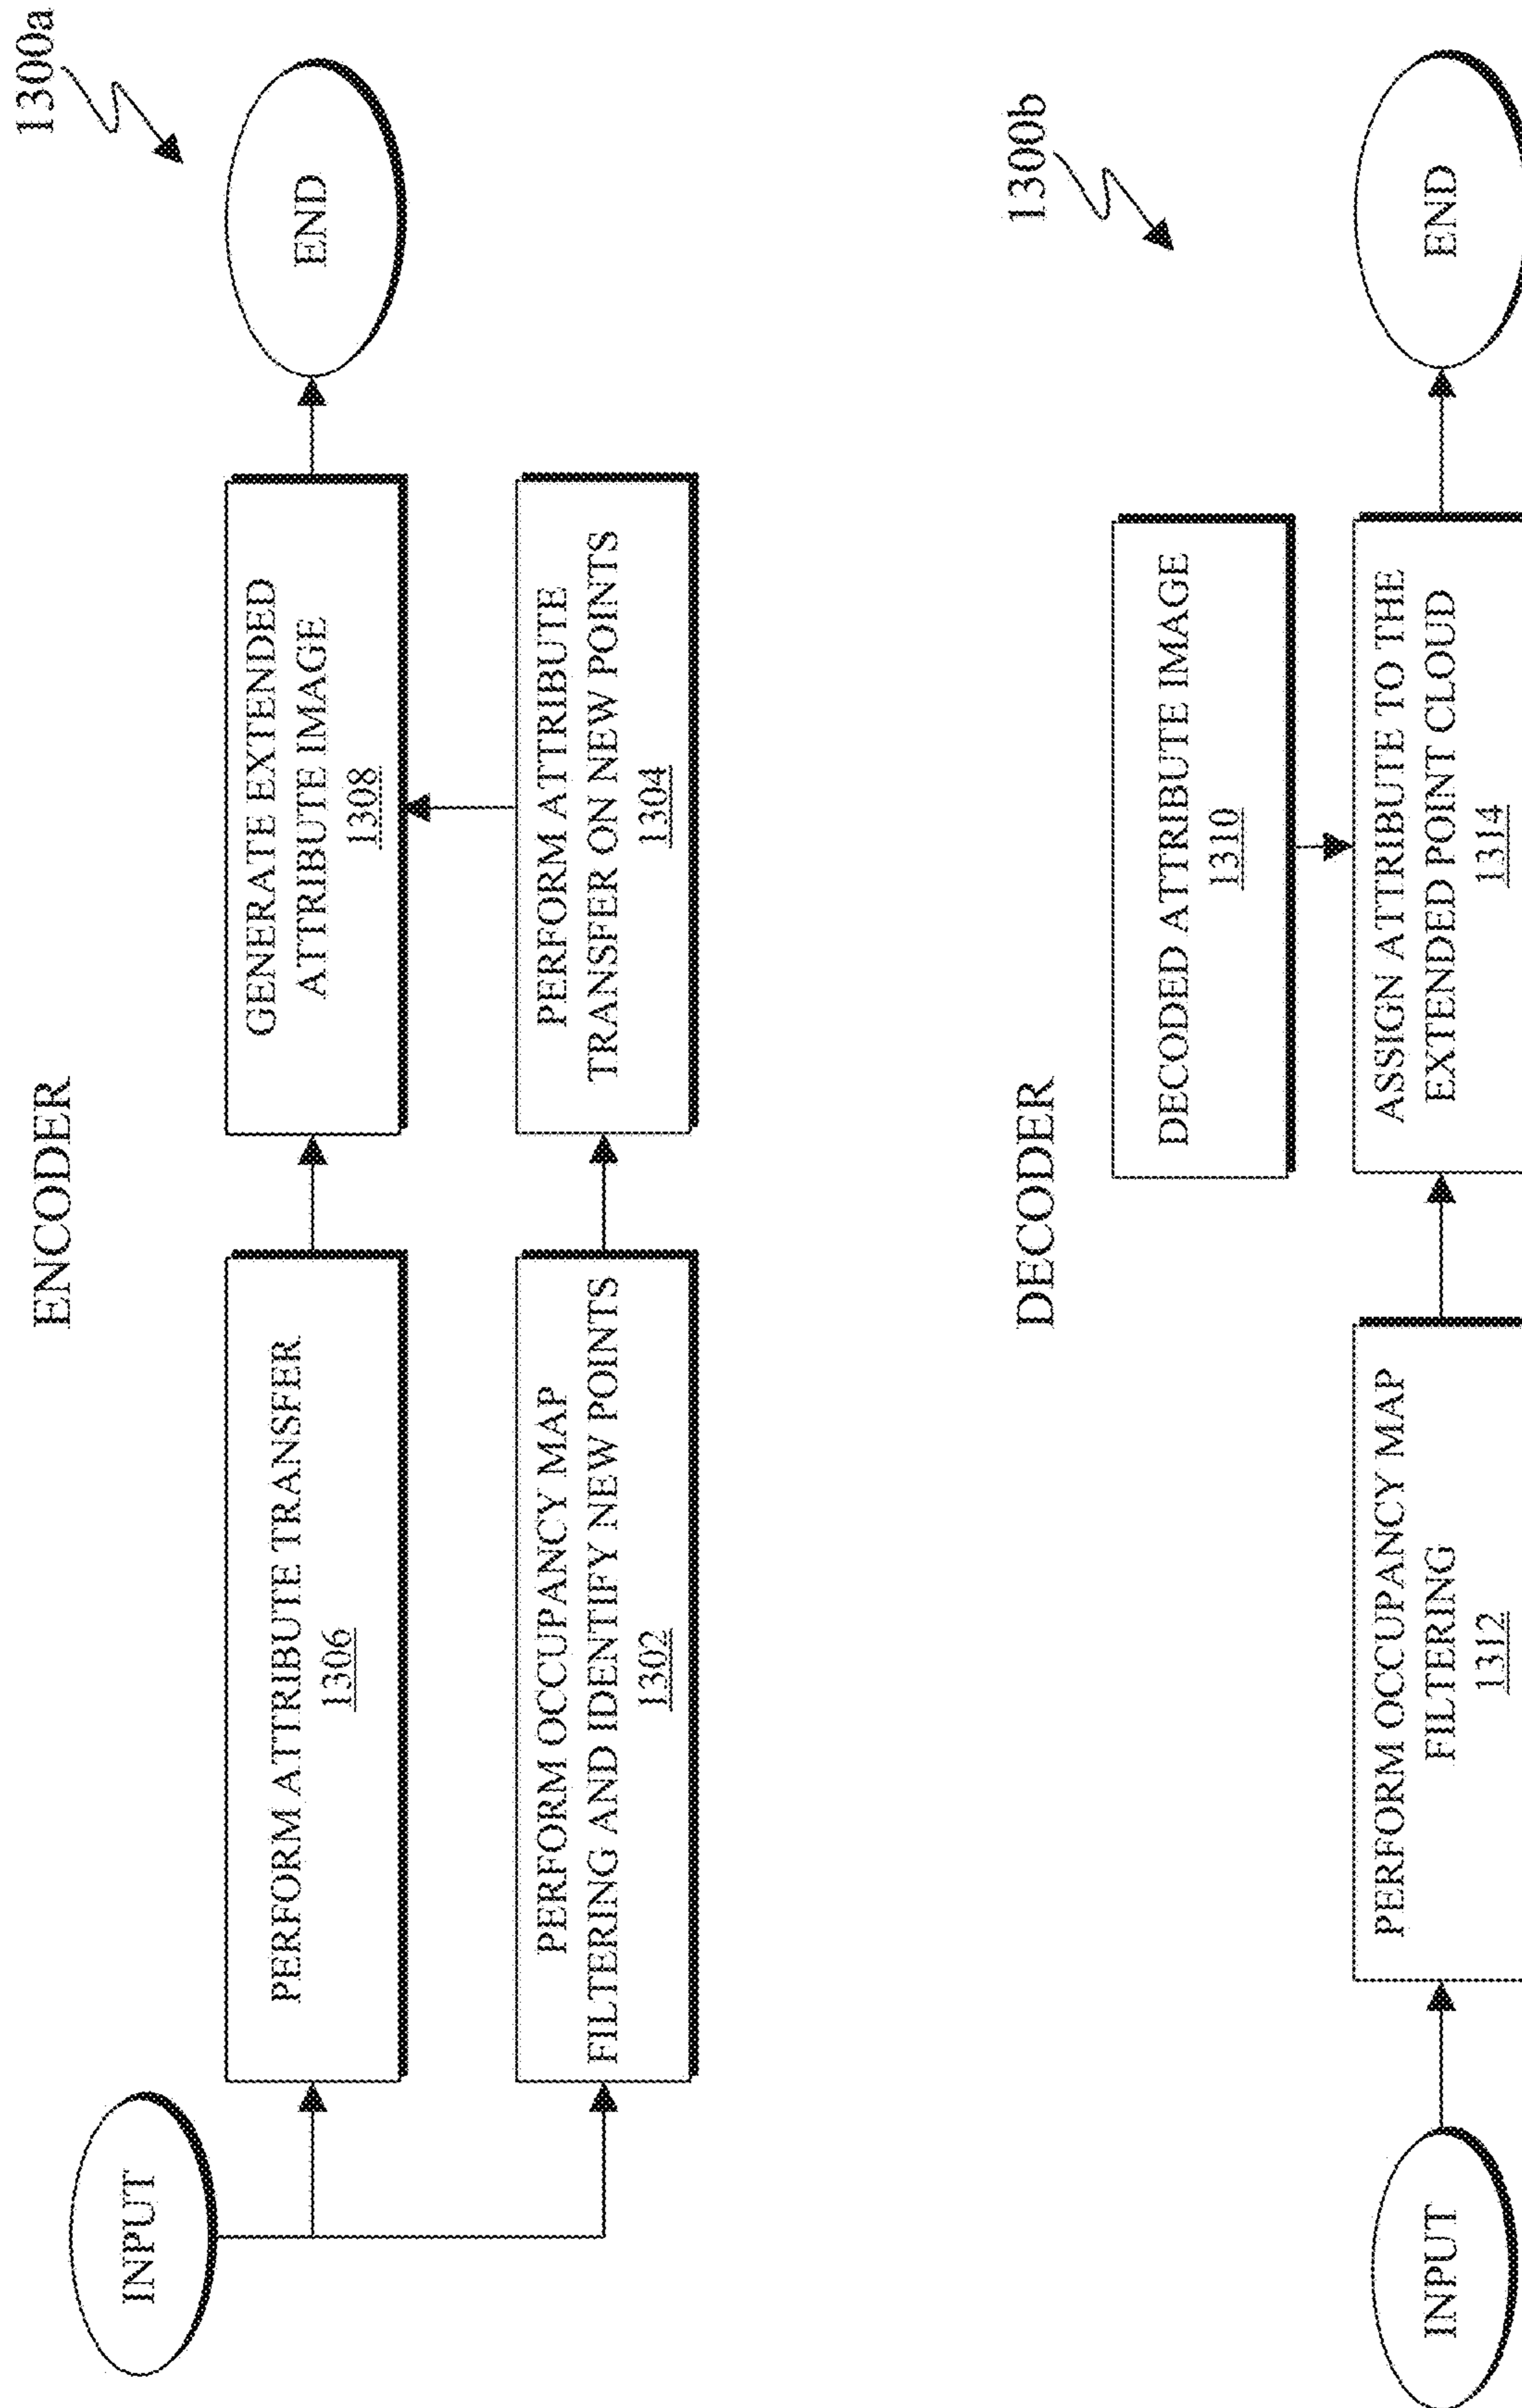 ENCODER
1300a
INPUT
PERFORM ATTRIBUTE TRANSFER
1306
GENERATE EXTENDED
ATTRIBUTE IMAGE
1308
END
PERFORM OCCUPANCY MAP
FILTERING AND IDENTIFY NEW POINTS
1302
PERFORM ATTRIBUTE
TRANSFER ON NEW POINTS
1304
DECODER
1300b
DECODED ATTRIBUTE IMAGE
1310
INPUT
PERFORM OCCUPANCY MAP
FILTERING
1312
ASSIGN ATTRIBUTE TO THE
EXTENDED POINT CLOUD
1314
END